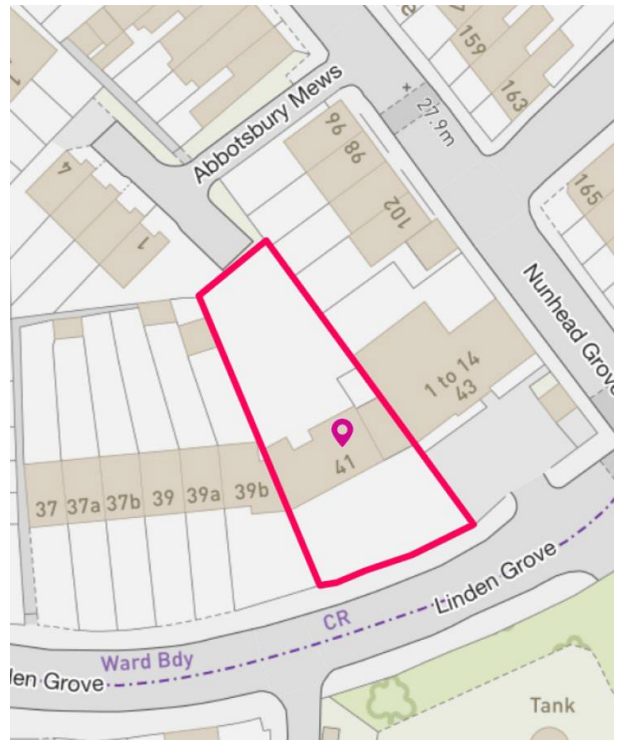 159
163
Abbotsbury Mews
27.9m
96
98
102
165
4
1
Nunhead Grove
1 to 14
43
41
37
37a
37b
39
39a
39b
Linden Grove
CR
Ward Bdy
den Grove
Tank